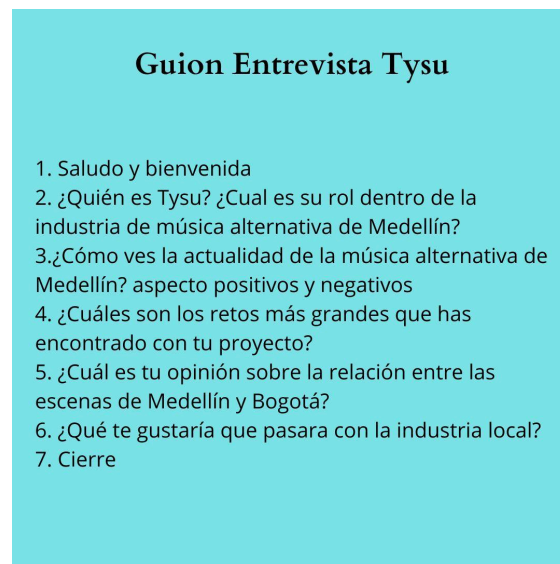 Guion Entrevista Tysu
1. Saludo y bienvenida
2. ¿Quién es Tysu? ¿Cual es su rol dentro de la
industria de música alternativa de Medellín?
3.¿Cómo ves la actualidad de la música alternativa de
Medellín? aspecto positivos y negativos
4. ¿Cuáles son los retos más grandes que has
encontrado con tu proyecto?
5. ¿Cuál es tu opinión sobre la relación entre las
escenas de Medellín y Bogotá?
6. ¿Qué te gustaría que pasara con la industria local?
7. Cierre